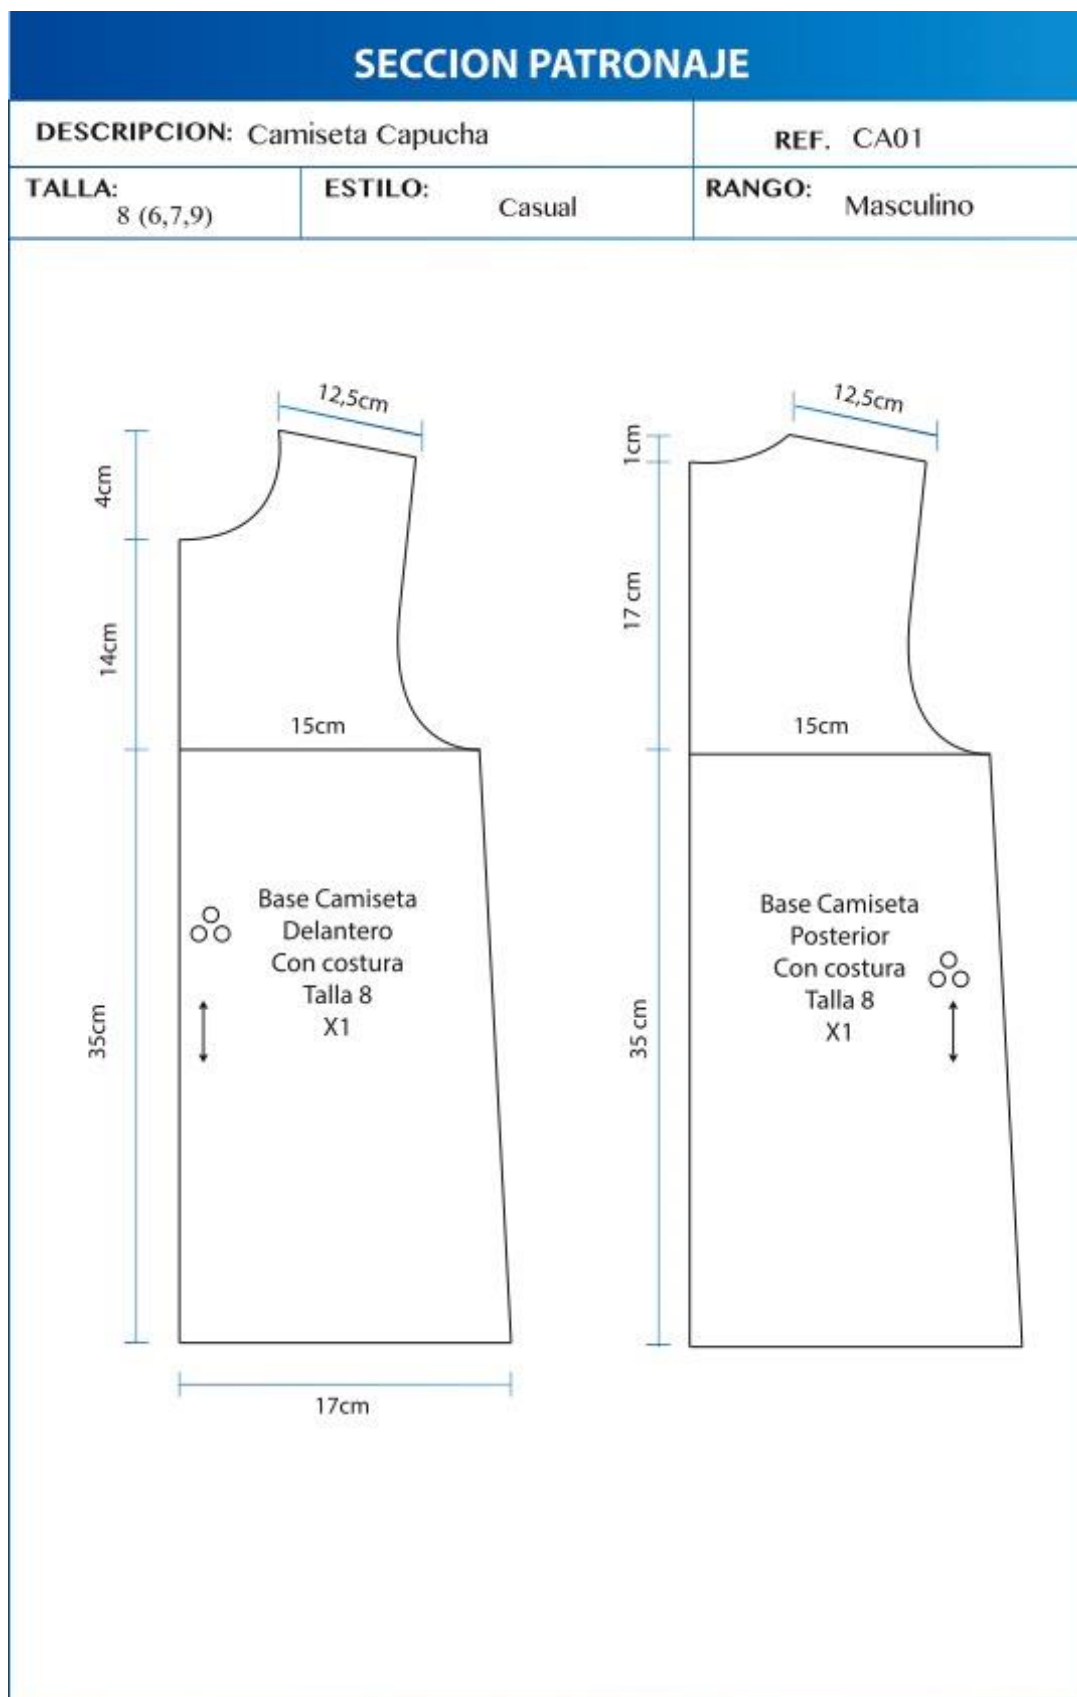 SECCION PATRONAJE
DESCRIPCION: Camiseta Capucha
REF. CA01
TALLA: 8 (6,7,9)
ESTILO: Casual
RANGO: Masculino
12,5cm
4cm
14cm
15cm
35cm
Base Camiseta
Delantero
Con costura
Talla 8
X1
17cm
12,5cm
1cm
17 cm
15cm
35 cm
Base Camiseta
Posterior
Con costura
Talla 8
X1